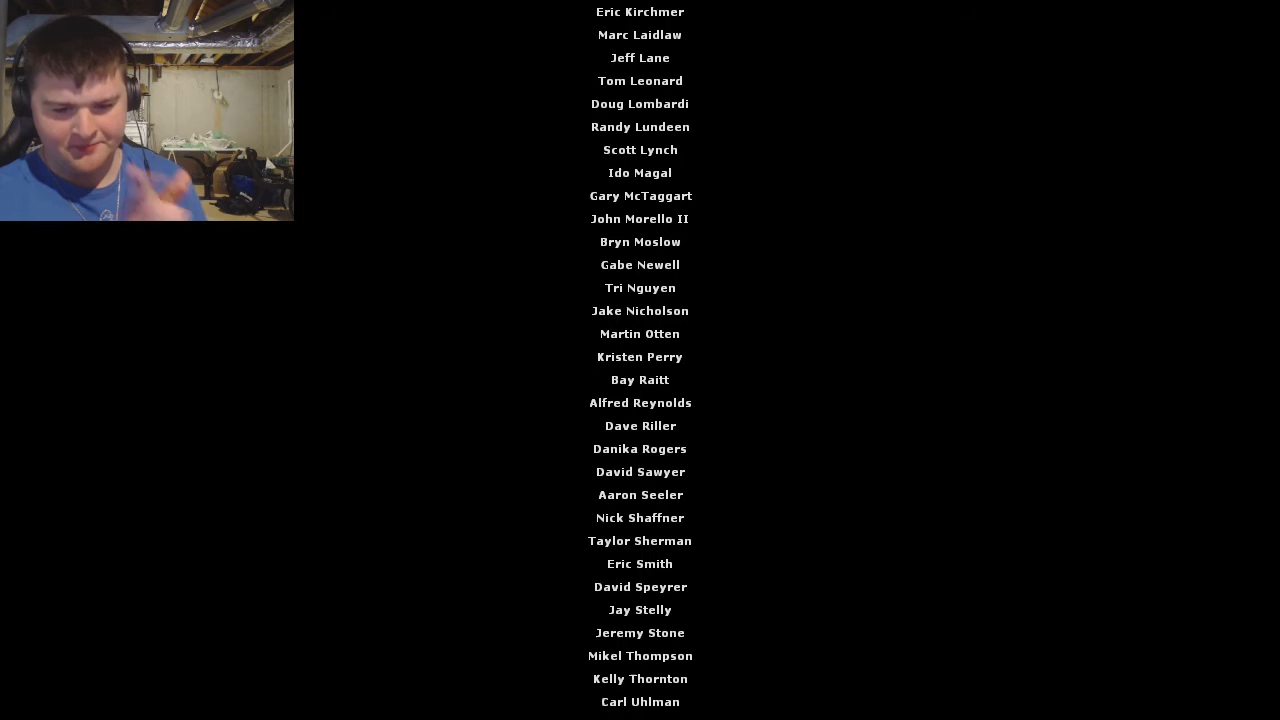 Eric Kirchmer
Marc Laidlaw
Jeff Lane
Tom Leonard
Doug Lombardi
Randy Lundeen
Scott Lynch
Ido Magal
Gary McTaggart
John Morello II
Bryn Moslow
Gabe Newell
Tri Nguyen
Jake Nicholson
Martin Otten
Kristen Perry
Bay Raitt
Alfred Reynolds
Dave Riller
Danika Rogers
David Sawyer
Aaron Seeler
Nick Shaffner
Taylor Sherman
Eric Smith
David Speyrer
Jay Stelly
Jeremy Stone
Mikel Thompson
Kelly Thornton
Carl Uhlman